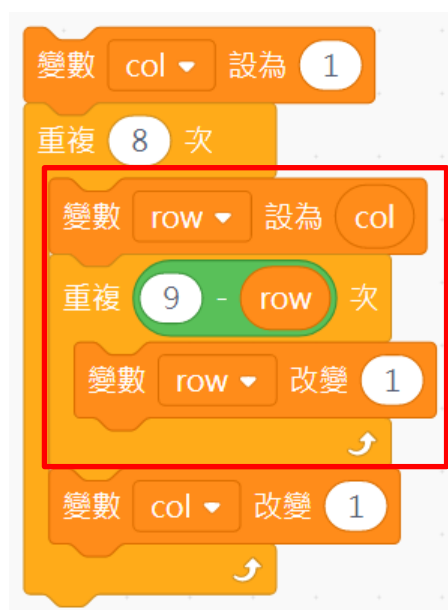 變數 col 設為 1
重複 8 次
變數 row 設為 col
重複 9 - row 次
變數 row 改變 1
變數 col 改變 1